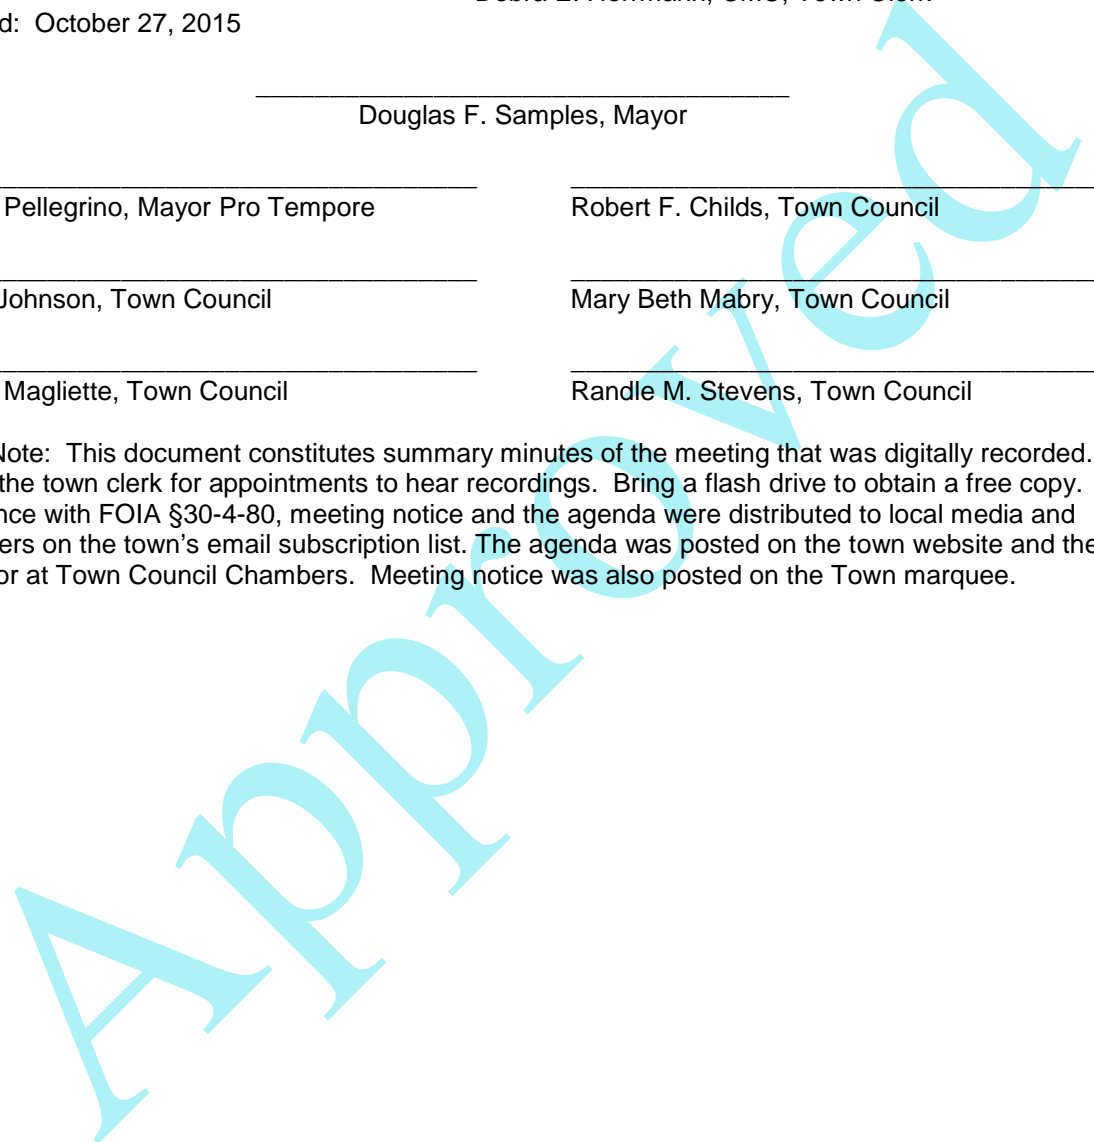 d: October 27, 2015
Douglas F. Samples, Mayor
Pellegrino, Mayor Pro Tempore Robert F. Childs, Town Council
Johnson, Town Council Mary Beth Mabry, Town Council
Magliette, Town Council Randle M. Stevens, Town Council
Note: This document constitutes summary minutes of the meeting that was digitally recorded.
the town clerk for appointments to hear recordings. Bring a flash drive to obtain a free copy.
nce with FOIA §30-4-80, meeting notice and the agenda were distributed to local media and
ers on the town’s email subscription list. The agenda was posted on the town website and the
or at Town Council Chambers. Meeting notice was also posted on the Town marquee.
Approved